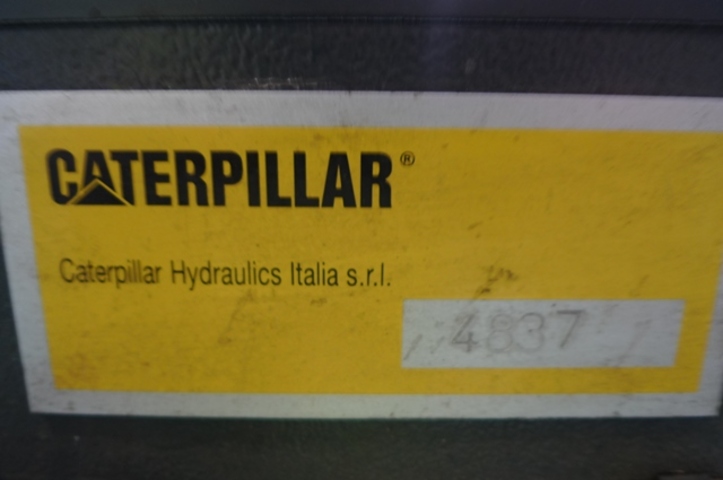 CATERPILLAR®
Caterpillar Hydraulics Italia s.r.l.
4837